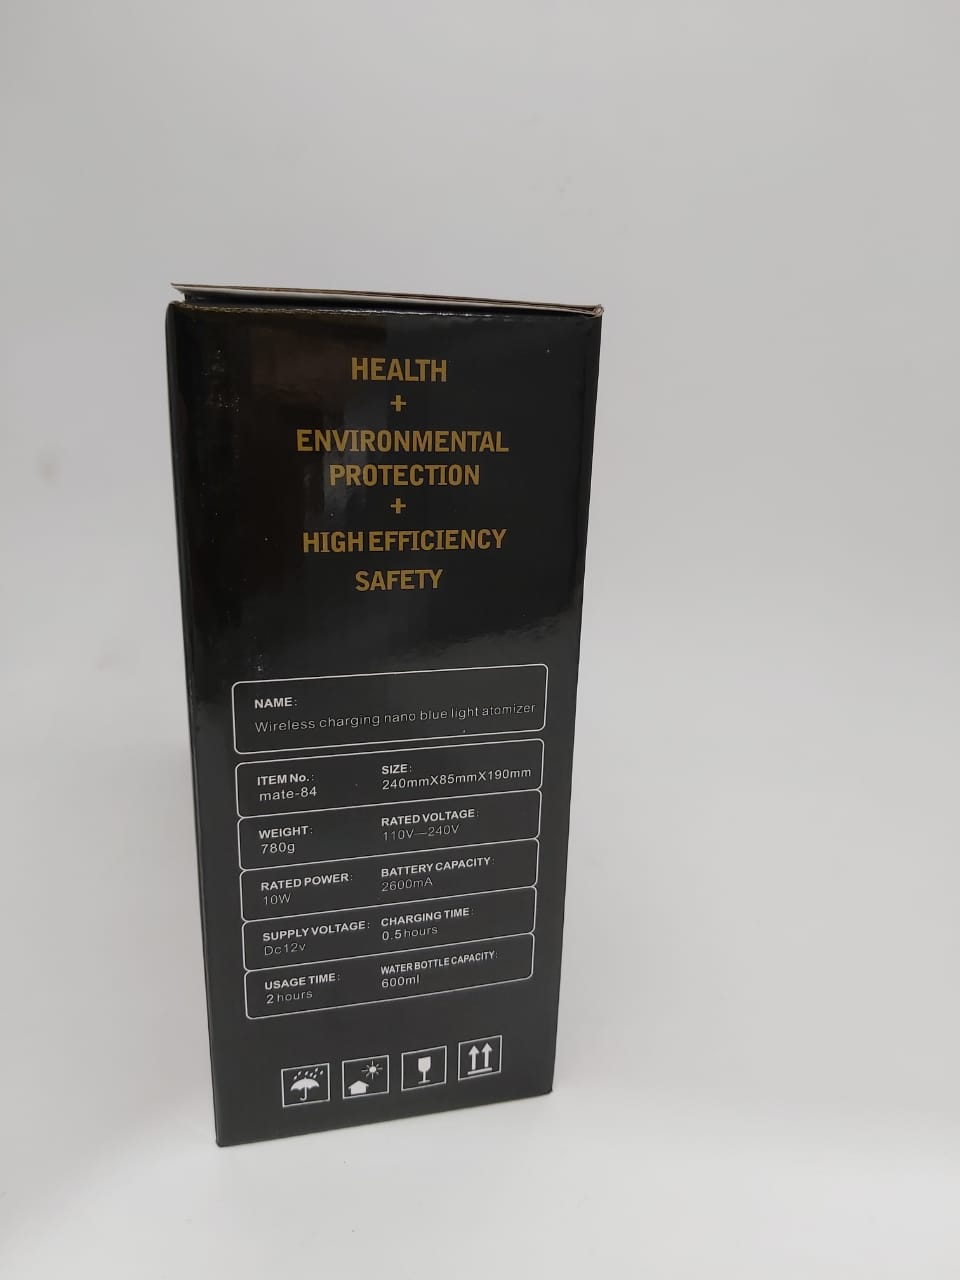 HEALTH
+
ENVIRONMENTAL
PROTECTION
+
HIGH EFFICIENCY
SAFETY
NAME:
Wireless charging nano blue light atomizer
ITEM No.:
mate-84
SIZE:
240mmX85mmX190mm
WEIGHT:
780g
RATED VOLTAGE:
110V—240V
RATED POWER:
10W
BATTERY CAPACITY:
2600mA
SUPPLY VOLTAGE:
Dc12v
CHARGING TIME:
0.5hours
USAGE TIME:
2 hours
WATER BOTTLE CAPACITY:
600ml